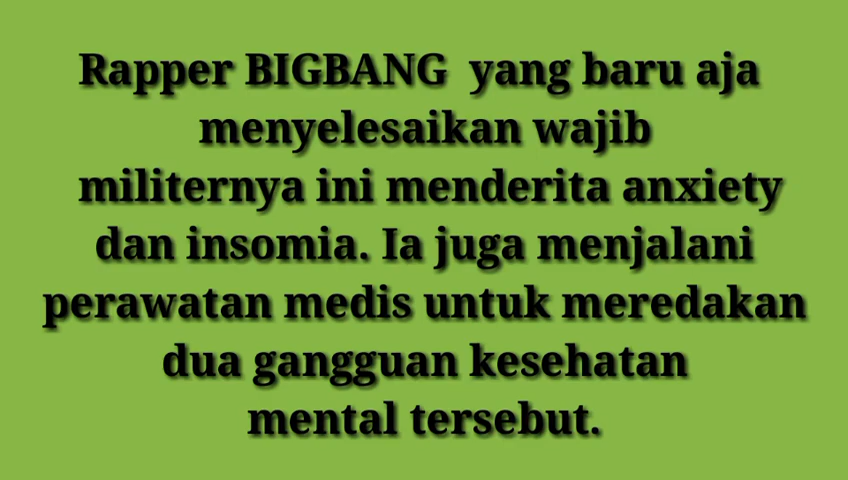 Rapper BIGBANG  yang baru aja
menyelesaikan wajib
militernya ini menderita anxiety
dan insomia. Ia juga menjalani
perawatan medis untuk meredakan
dua gangguan kesehatan
mental tersebut.